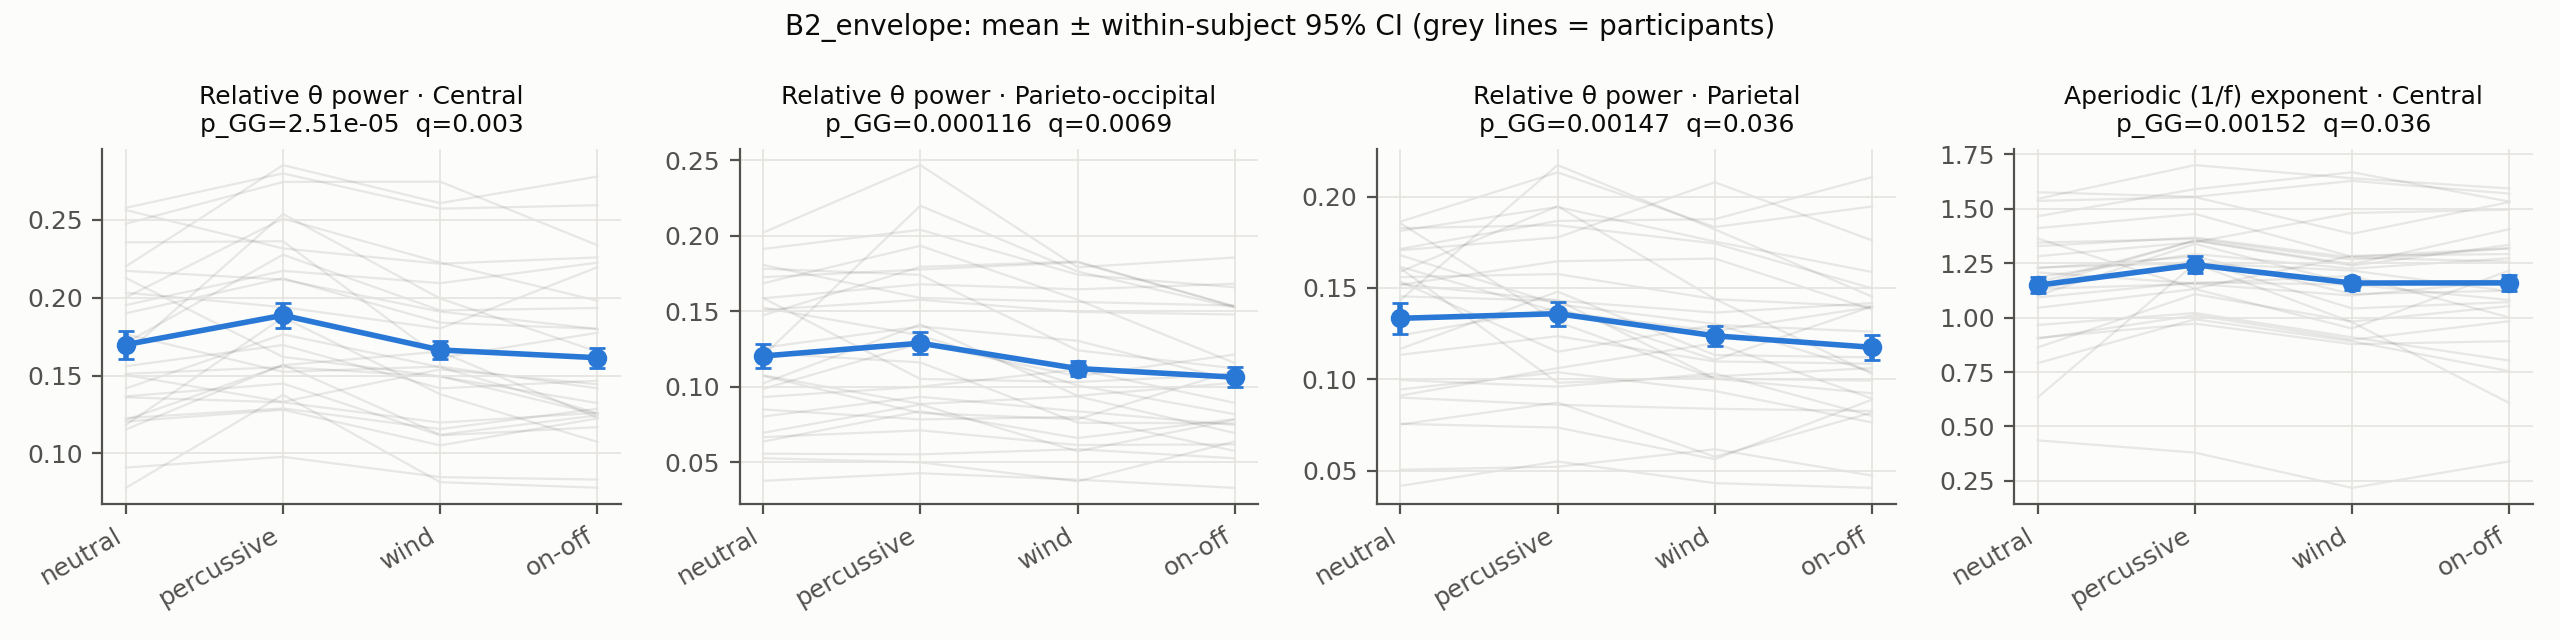 B2_envelope: mean ± within-subject 95% CI (grey lines = participants)
Relative θ power · Central
p_GG=2.51e-05 q=0.003
0.25
0.20
0.15
0.10
neutral
percussive
wind
on-off
Relative θ power · Parieto-occipital
p_GG=0.000116 q=0.0069
0.25
0.20
0.15
0.10
0.05
neutral
percussive
wind
on-off
Relative θ power · Parietal
p_GG=0.00147 q=0.036
0.20
0.15
0.10
0.05
neutral
percussive
wind
on-off
Aperiodic (1/f) exponent · Central
p_GG=0.00152 q=0.036
1.75
1.50
1.25
1.00
0.75
0.50
0.25
neutral
percussive
wind
on-off